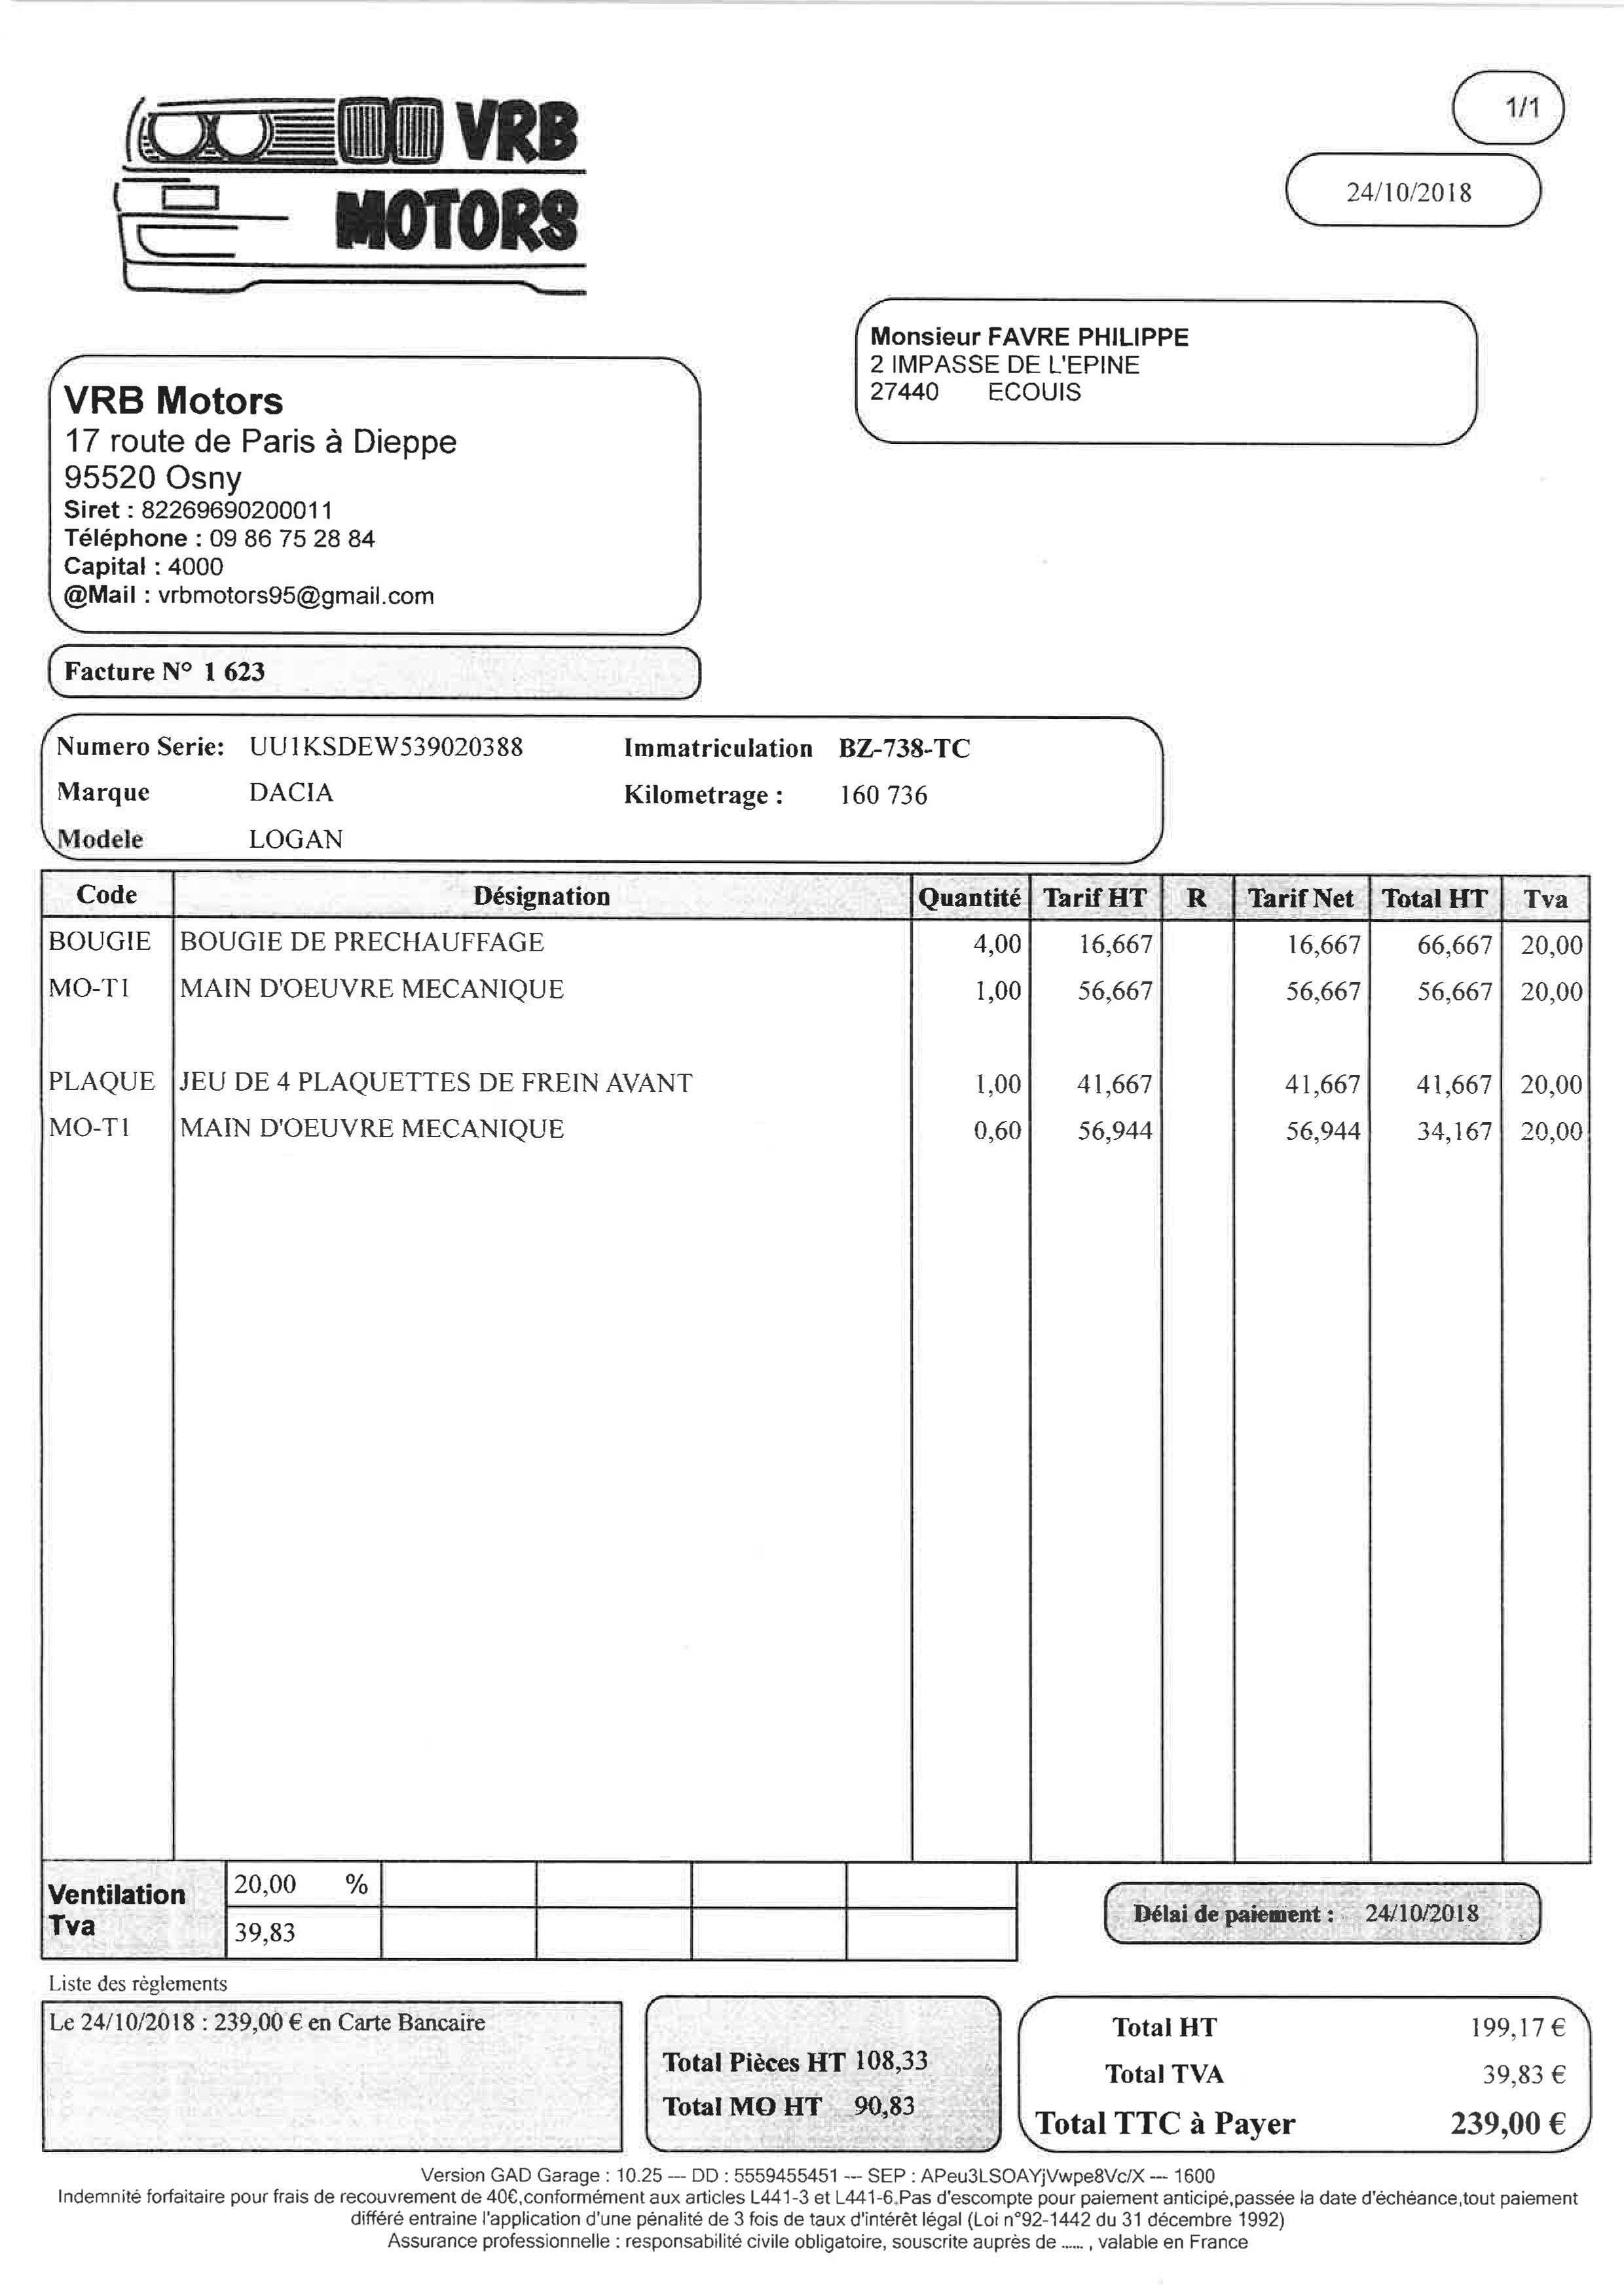 VRB
MOTORS
1/1
24/10/2018
Monsieur FAVRE PHILIPPE
2 IMPASSE DE L'EPINE
27440 ECOUIS
VRB Motors
17 route de Paris à Dieppe
95520 Osny
Siret : 82269690200011
Téléphone : 09 86 75 28 84
Capital : 4000
@Mail : vrbmotors95@gmail.com
Facture N° 1 623
Numero Serie: UU1KSDEW539020388 Immatriculation BZ-738-TC
Marque DACIA Kilometrage : 160 736
Modele LOGAN
Code Désignation Quantité Tarif HT R Tarif Net Total HT Tva
BOUGIE BOUGIE DE PRECHAUFFAGE 4,00 16,667 16,667 66,667 20,00
MO-T1 MAIN D'OEUVRE MECANIQUE 1,00 56,667 56,667 56,667 20,00
PLAQUE JEU DE 4 PLAQUETTES DE FREIN AVANT 1,00 41,667 41,667 41,667 20,00
MO-T1 MAIN D'OEUVRE MECANIQUE 0,60 56,944 56,944 34,167 20,00
Ventilation Tva
20,00 %
39,83
Délai de paiement : 24/10/2018
Liste des règlements
Le 24/10/2018 : 239,00 € en Carte Bancaire
Total Pièces HT 108,33
Total MO HT 90,83
Total HT 199,17 €
Total TVA 39,83 €
Total TTC à Payer 239,00 €
Version GAD Garage : 10.25 --- DD : 5559455451 --- SEP : APeu3LSOAYjVwpe8Vc/X --- 1600
Indemnité forfaitaire pour frais de recouvrement de 40€,conformément aux articles L441-3 et L441-6.Pas d'escompte pour paiement anticipé,passée la date d'échéance,tout paiement
différé entraine l'application d'une pénalité de 3 fois de taux d'intérêt légal (Loi n°92-1442 du 31 décembre 1992)
Assurance professionnelle : responsabilité civile obligatoire, souscrite auprès de ...... , valable en France